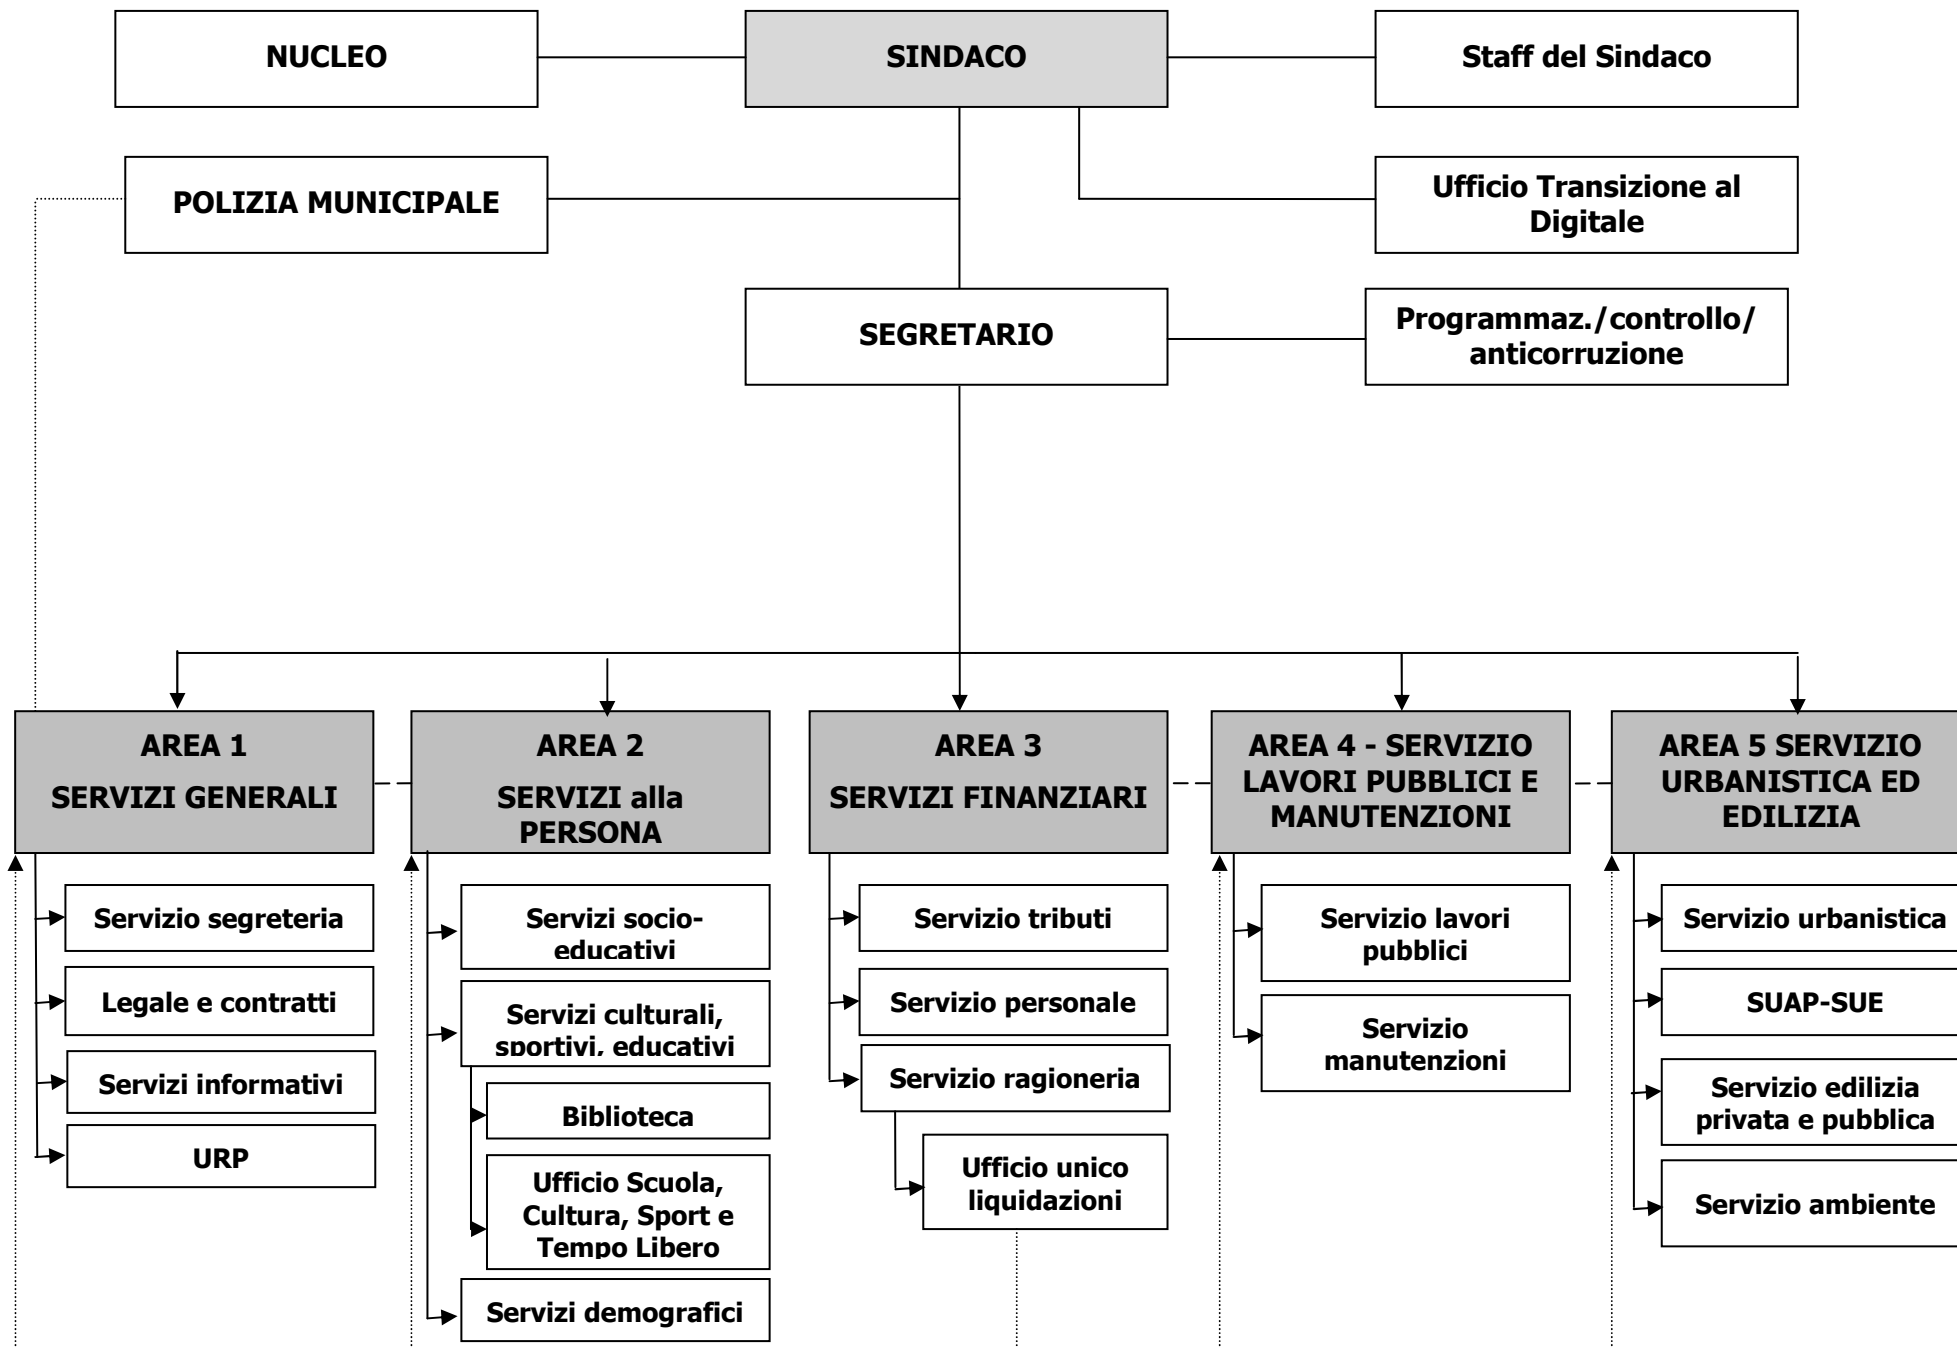 NUCLEO
SINDACO
Staff del Sindaco
POLIZIA MUNICIPALE
Ufficio Transizione al
Digitale
SEGRETARIO
Programmaz./controllo/
anticorruzione
AREA 1
SERVIZI GENERALI
AREA 2
SERVIZI alla
PERSONA
AREA 3
SERVIZI FINANZIARI
AREA 4 - SERVIZIO
LAVORI PUBBLICI E
MANUTENZIONI
AREA 5 SERVIZIO
URBANISTICA ED
EDILIZIA
Servizio segreteria
Legale e contratti
Servizi informativi
URP
Servizi socio-
educativi
Servizi culturali,
sportivi, educativi
Biblioteca
Ufficio Scuola,
Cultura, Sport e
Tempo Libero
Servizi demografici
Servizio tributi
Servizio personale
Servizio ragioneria
Ufficio unico
liquidazioni
Servizio lavori
pubblici
Servizio
manutenzioni
Servizio urbanistica
SUAP-SUE
Servizio edilizia
privata e pubblica
Servizio ambiente